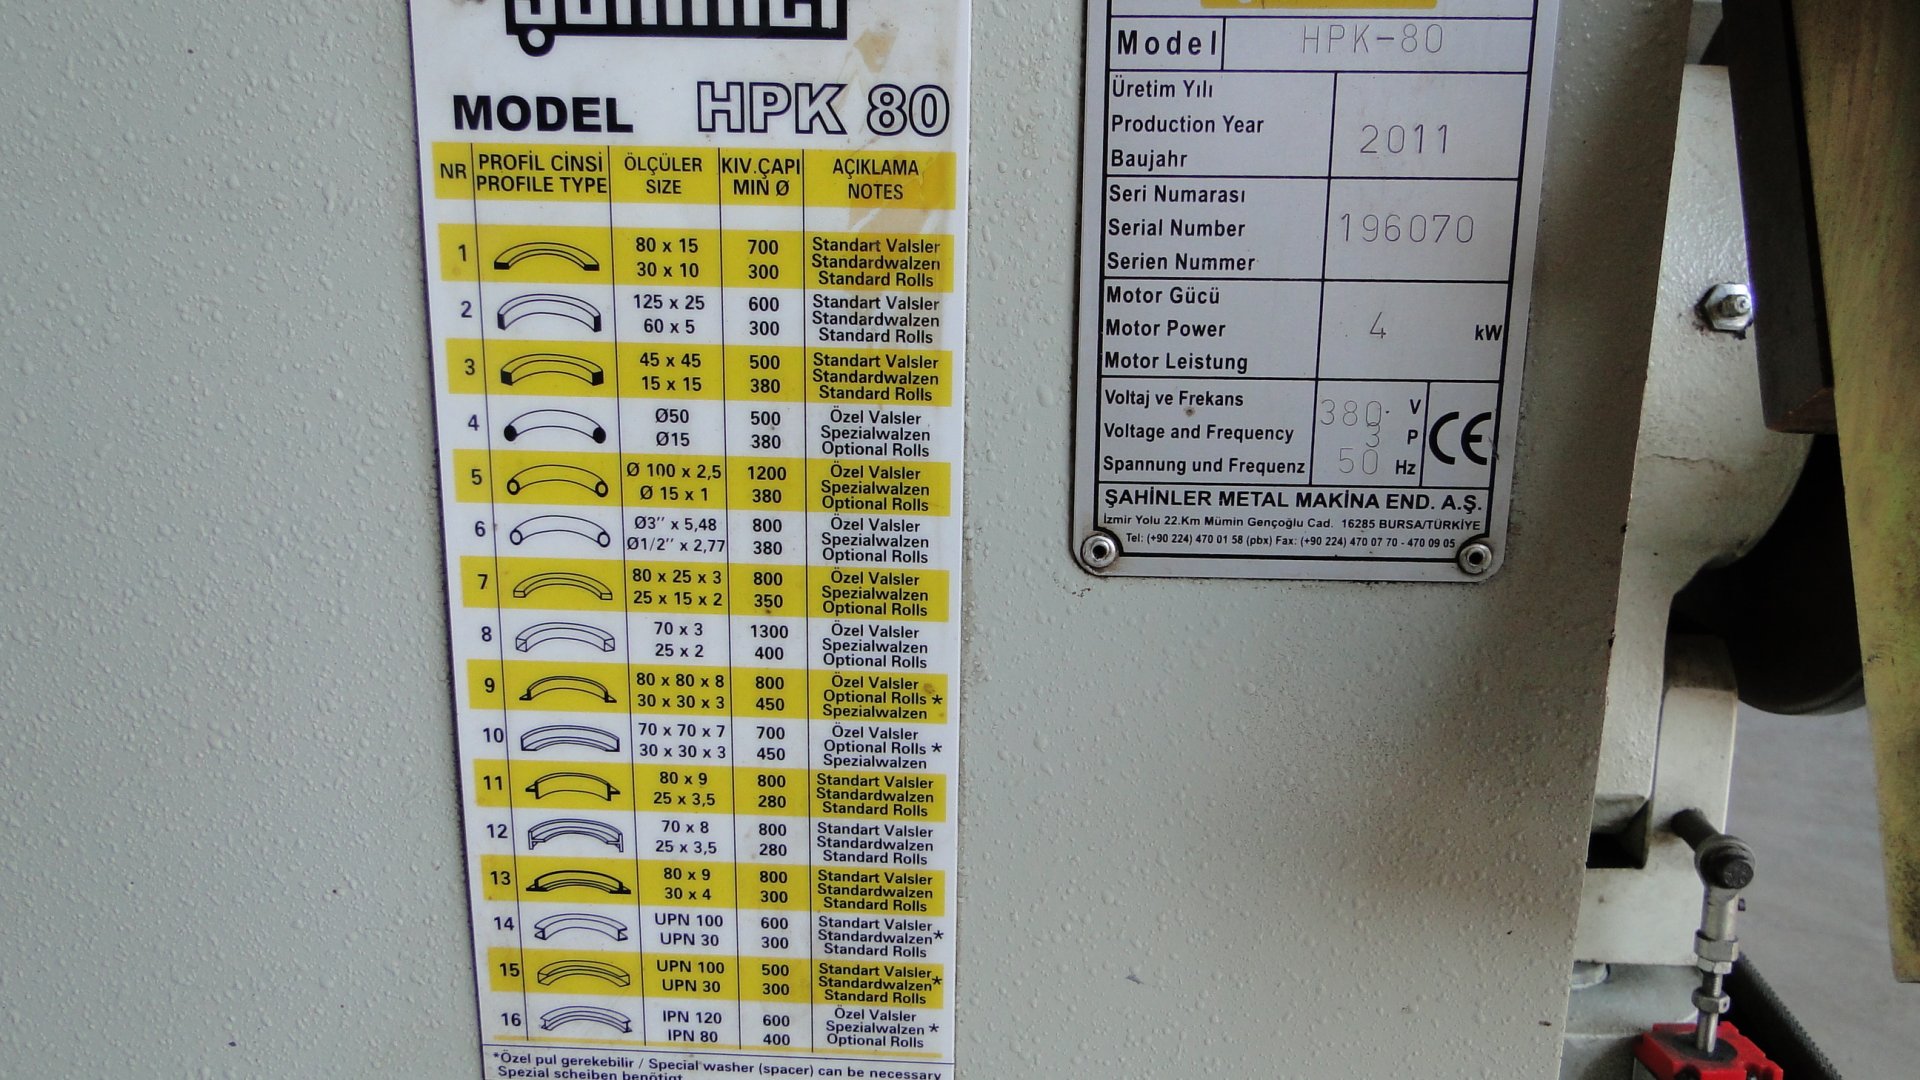 MODEL HPK 80
NR PROFİL CİNSİ ÖLÇÜLER KIV.ÇAPI AÇIKLAMA
PROFILE TYPE SIZE MIN Ø NOTES
1 80 x 15 700 Standart Valsler
Standardwalzen
30 x 10 300 Standard Rolls
2 125 x 25 600 Standart Valsler
Standardwalzen
60 x 5 300 Standard Rolls
3 45 x 45 500 Standart Valsler
Standardwalzen
15 x 15 380 Standard Rolls
4 Ø50 500 Özel Valsler
Spezialwalzen
Ø15 380 Optional Rolls
5 Ø 100 x 2,5 1200 Özel Valsler
Spezialwalzen
Ø 15 x 1 380 Optional Rolls
6 Ø3'' x 5,48 800 Özel Valsler
Spezialwalzen
Ø1/2'' x 2,77 380 Optional Rolls
7 80 x 25 x 3 800 Özel Valsler
Spezialwalzen
25 x 15 x 2 350 Optional Rolls
8 70 x 3 1300 Özel Valsler
Spezialwalzen
25 x 2 400 Optional Rolls
9 80 x 80 x 8 800 Özel Valsler
Optional Rolls *
30 x 30 x 3 450 Spezialwalzen
10 70 x 70 x 7 700 Özel Valsler
Optional Rolls *
30 x 30 x 3 450 Spezialwalzen
11 80 x 9 800 Standart Valsler
Standardwalzen
25 x 3,5 280 Standard Rolls
12 70 x 8 800 Standart Valsler
Standardwalzen
25 x 3,5 280 Standard Rolls
13 80 x 9 800 Standart Valsler
Standardwalzen
30 x 4 300 Standard Rolls
14 UPN 100 600 Standart Valsler
Standardwalzen*
UPN 30 300 Standard Rolls
15 UPN 100 500 Standart Valsler
Standardwalzen*
UPN 30 300 Standard Rolls
16 IPN 120 600 Özel Valsler
Spezialwalzen *
IPN 80 400 Optional Rolls
*Özel pul gerekebilir / Special washer (spacer) can be necessary
Spezial scheiben benötigt
Model HPK-80
Üretim Yılı
Production Year 2011
Baujahr
Seri Numarası
Serial Number 196070
Serien Nummer
Motor Gücü
Motor Power 4 kW
Motor Leistung
Voltaj ve Frekans 380 V
Voltage and Frequency 3 P
Spannung und Frequenz 50 Hz
CE
ŞAHİNLER METAL MAKİNA END. A.Ş.
İzmir Yolu 22.Km Mümin Gençoğlu Cad. 16285 BURSA/TÜRKİYE
Tel: (+90 224) 470 01 58 (pbx) Fax: (+90 224) 470 07 70 - 470 09 05